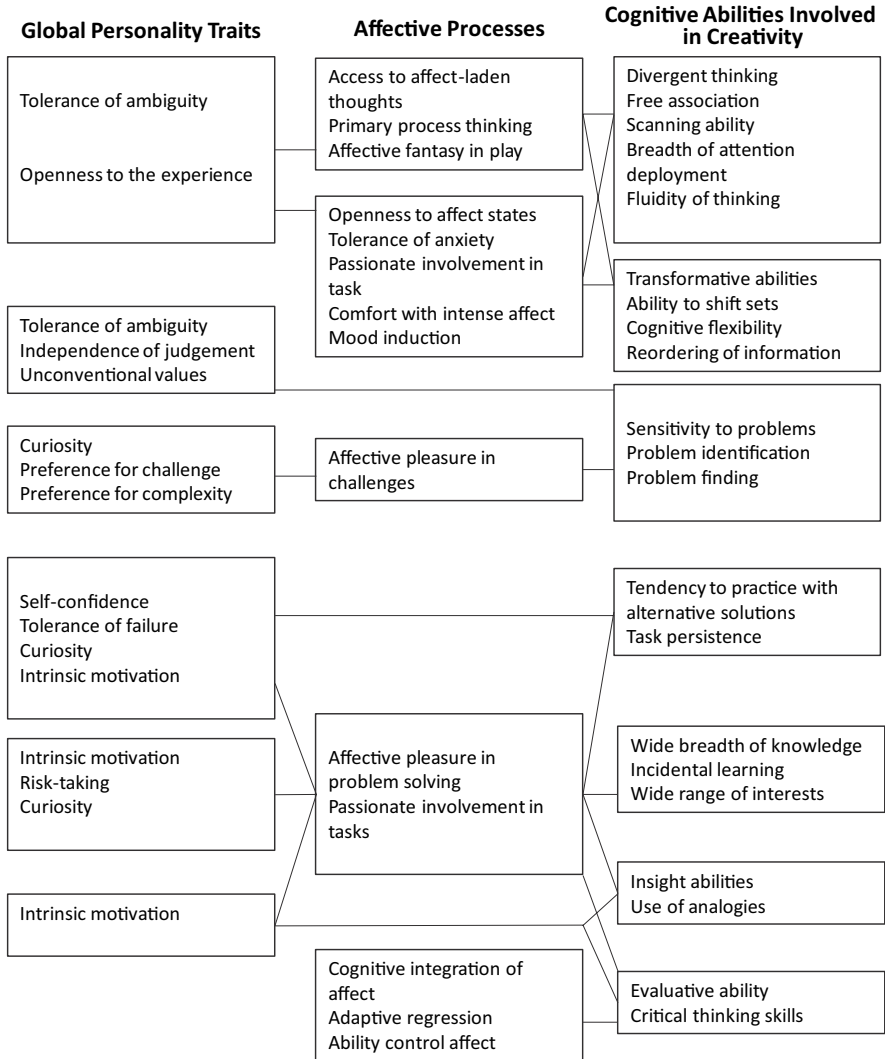 Global Personality Traits
Affective Processes
Cognitive Abilities Involved
in Creativity
Tolerance of ambiguity
Openness to the experience
Access to affect-laden
thoughts
Primary process thinking
Affective fantasy in play
Divergent thinking
Free association
Scanning ability
Breadth of attention
deployment
Fluidity of thinking
Openness to affect states
Tolerance of anxiety
Passionate involvement in
task
Comfort with intense affect
Mood induction
Transformative abilities
Ability to shift sets
Cognitive flexibility
Reordering of information
Tolerance of ambiguity
Independence of judgement
Unconventional values
Curiosity
Preference for challenge
Preference for complexity
Affective pleasure in
challenges
Sensitivity to problems
Problem identification
Problem finding
Self-confidence
Tolerance of failure
Curiosity
Intrinsic motivation
Tendency to practice with
alternative solutions
Task persistence
Intrinsic motivation
Risk-taking
Curiosity
Affective pleasure in
problem solving
Passionate involvement in
tasks
Wide breadth of knowledge
Incidental learning
Wide range of interests
Intrinsic motivation
Insight abilities
Use of analogies
Cognitive integration of
affect
Adaptive regression
Ability control affect
Evaluative ability
Critical thinking skills